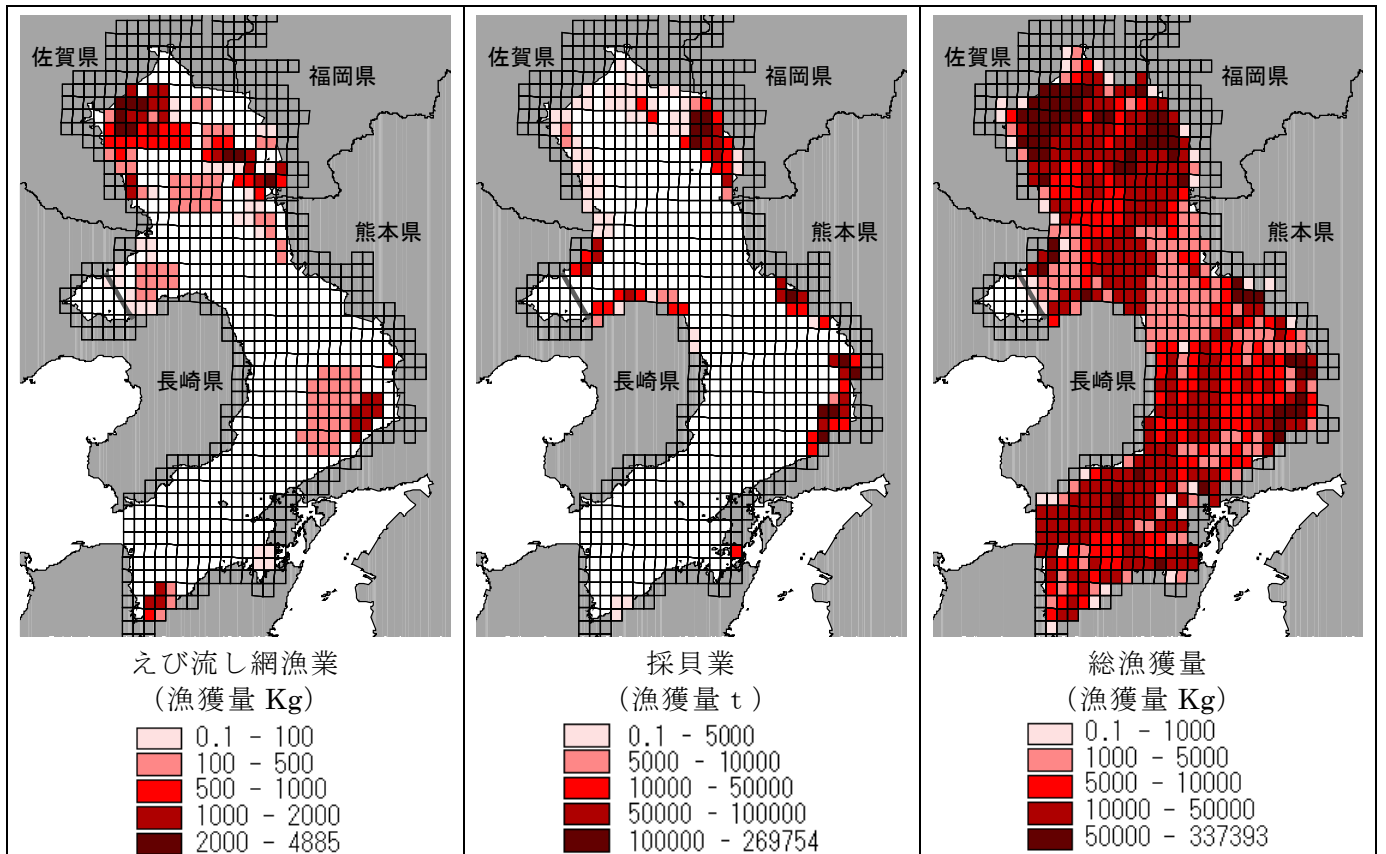 佐賀県
福岡県
熊本県
長崎県
えび流し網漁業
(漁獲量 Kg)
0.1 - 100
100 - 500
500 - 1000
1000 - 2000
2000 - 4885
佐賀県
福岡県
熊本県
長崎県
採貝業
(漁獲量 t )
0.1 - 5000
5000 - 10000
10000 - 50000
50000 - 100000
100000 - 269754
佐賀県
福岡県
熊本県
長崎県
総漁獲量
(漁獲量 Kg)
0.1 - 1000
1000 - 5000
5000 - 10000
10000 - 50000
50000 - 337393